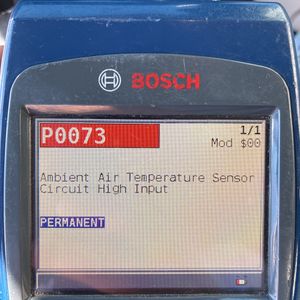 BOSCH
P0073
1/1
Mod $00
Ambient Air Temperature Sensor
Circuit High Input
PERMANENT